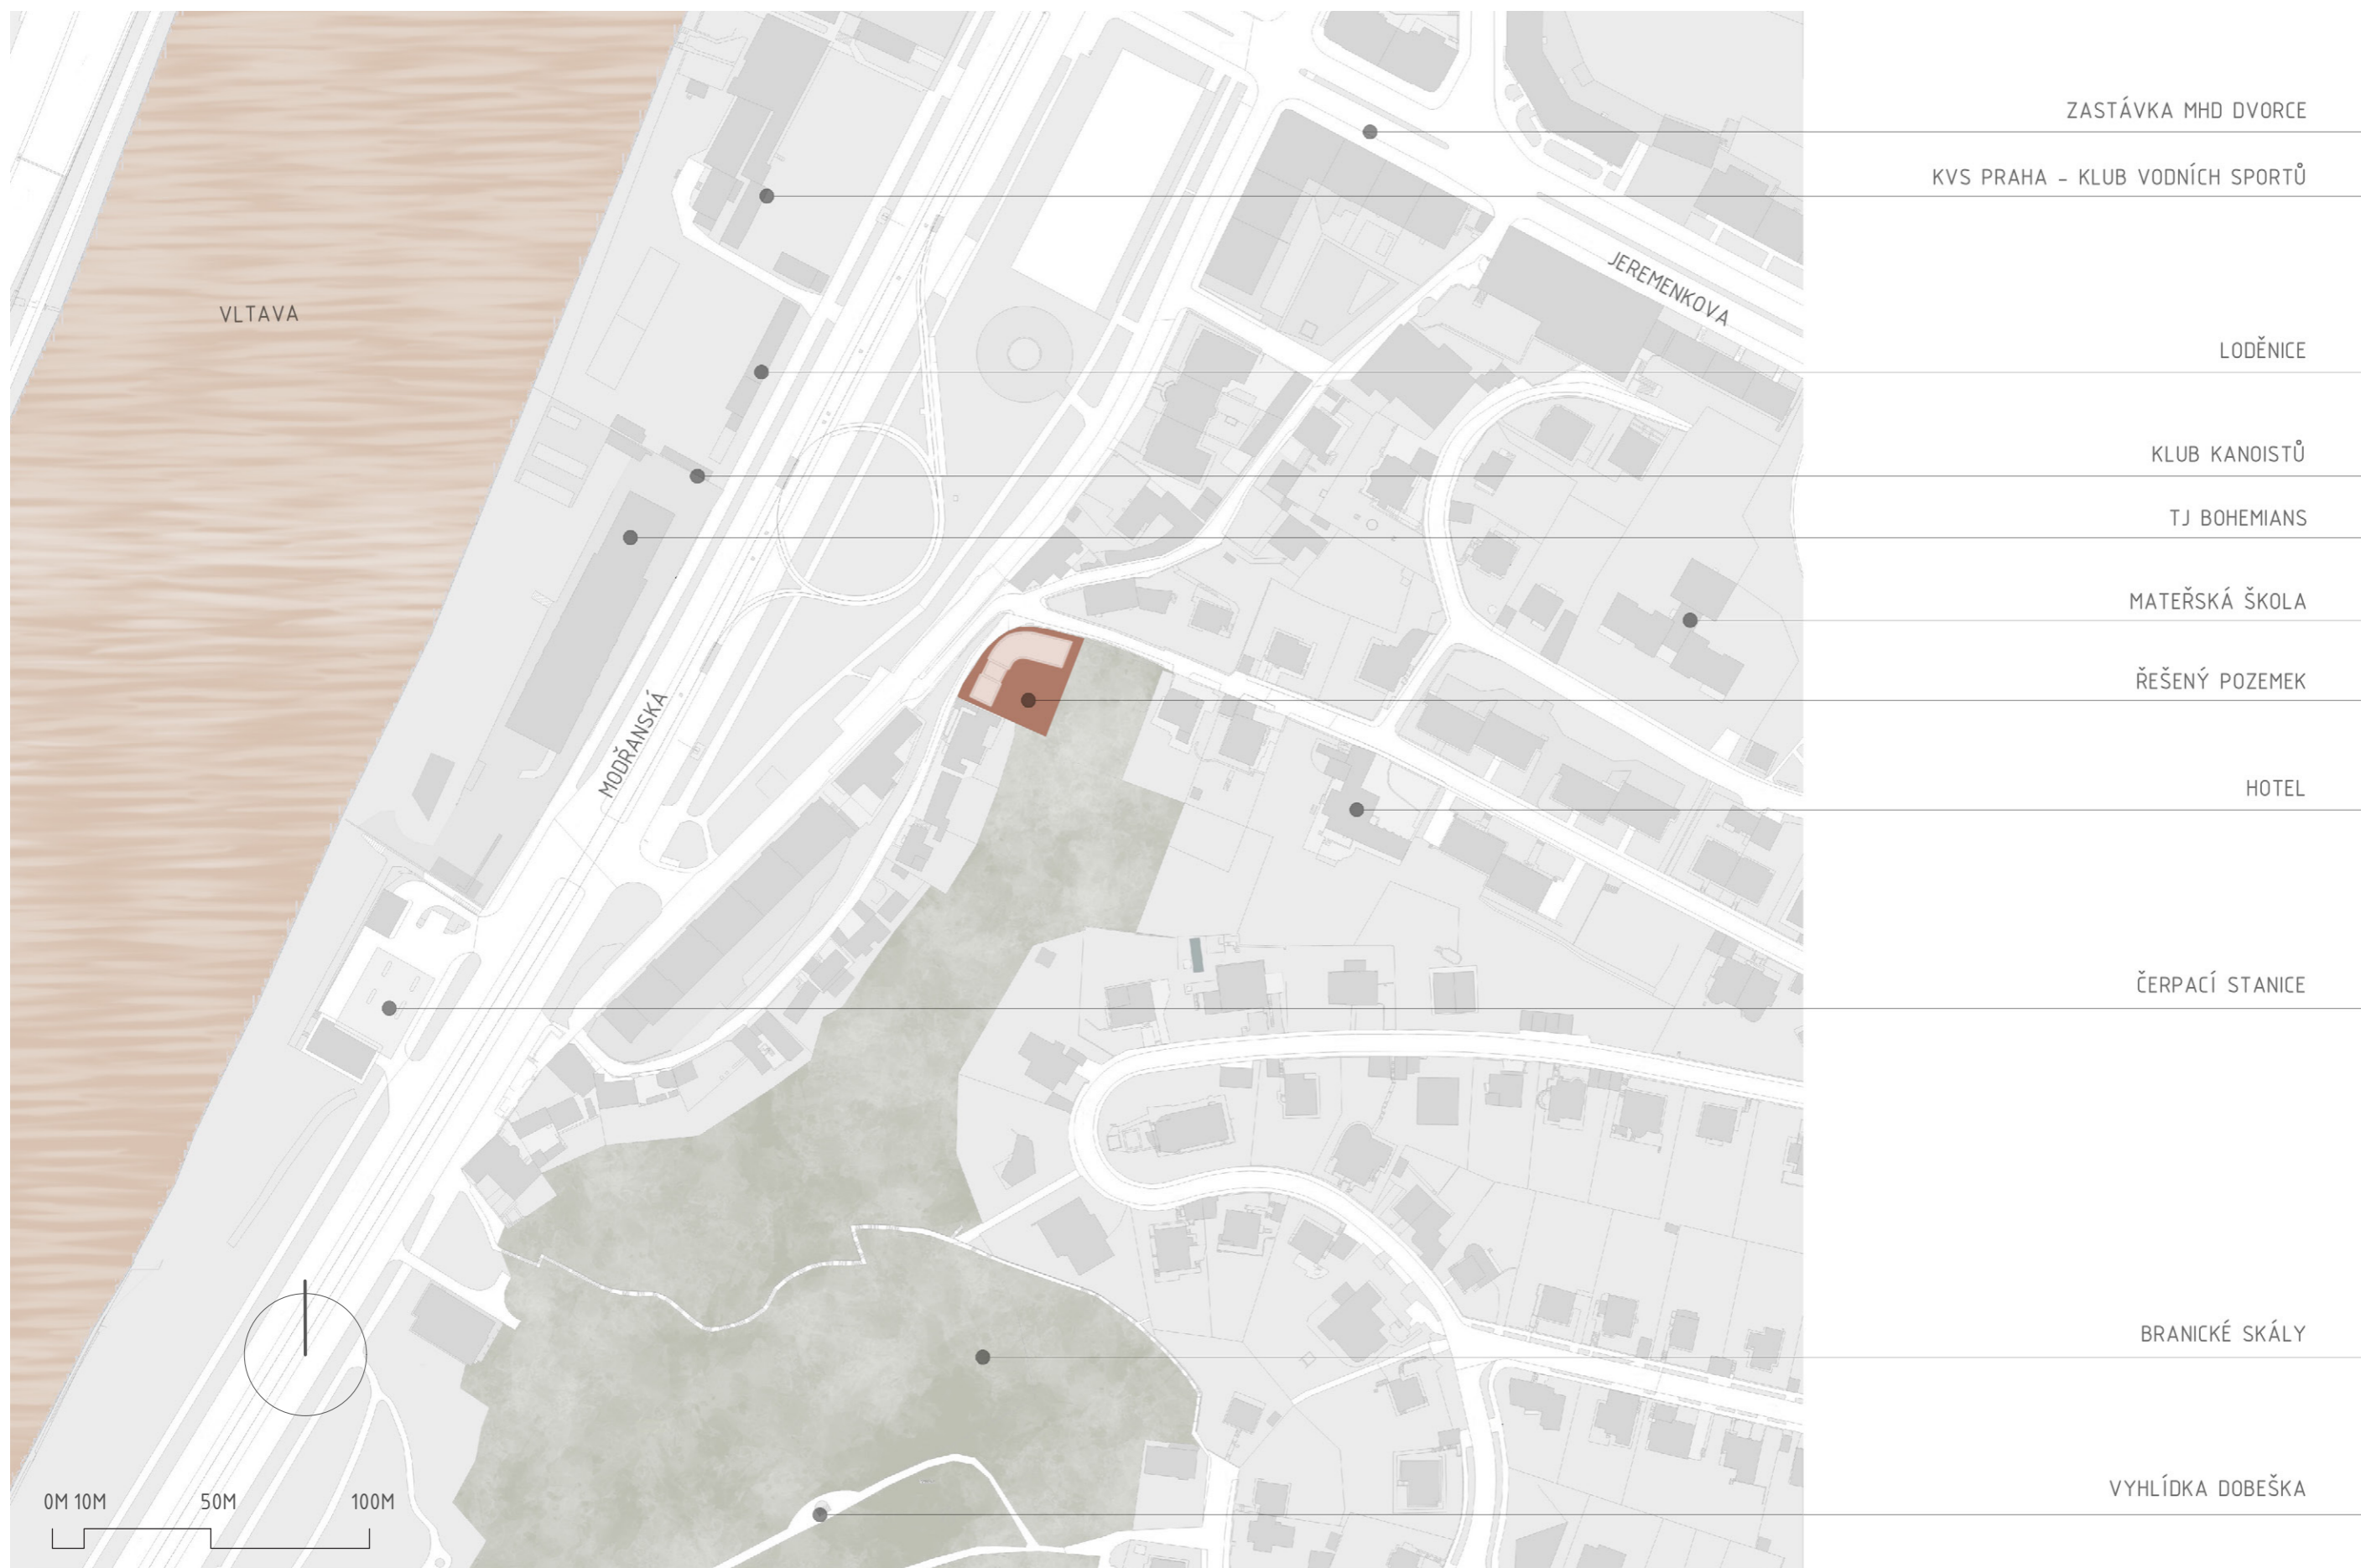 ZASTÁVKA MHD DVORCE
KVS PRAHA – KLUB VODNÍCH SPORTŮ
JEREMENKOVA
VLTAVA
LODĚNICE
KLUB KANOISTŮ
TJ BOHEMIANS
MATEŘSKÁ ŠKOLA
ŘEŠENÝ POZEMEK
MODŘANSKÁ
HOTEL
ČERPACÍ STANICE
BRANICKÉ SKÁLY
VYHLÍDKA DOBEŠKA
0M 10M 50M 100M